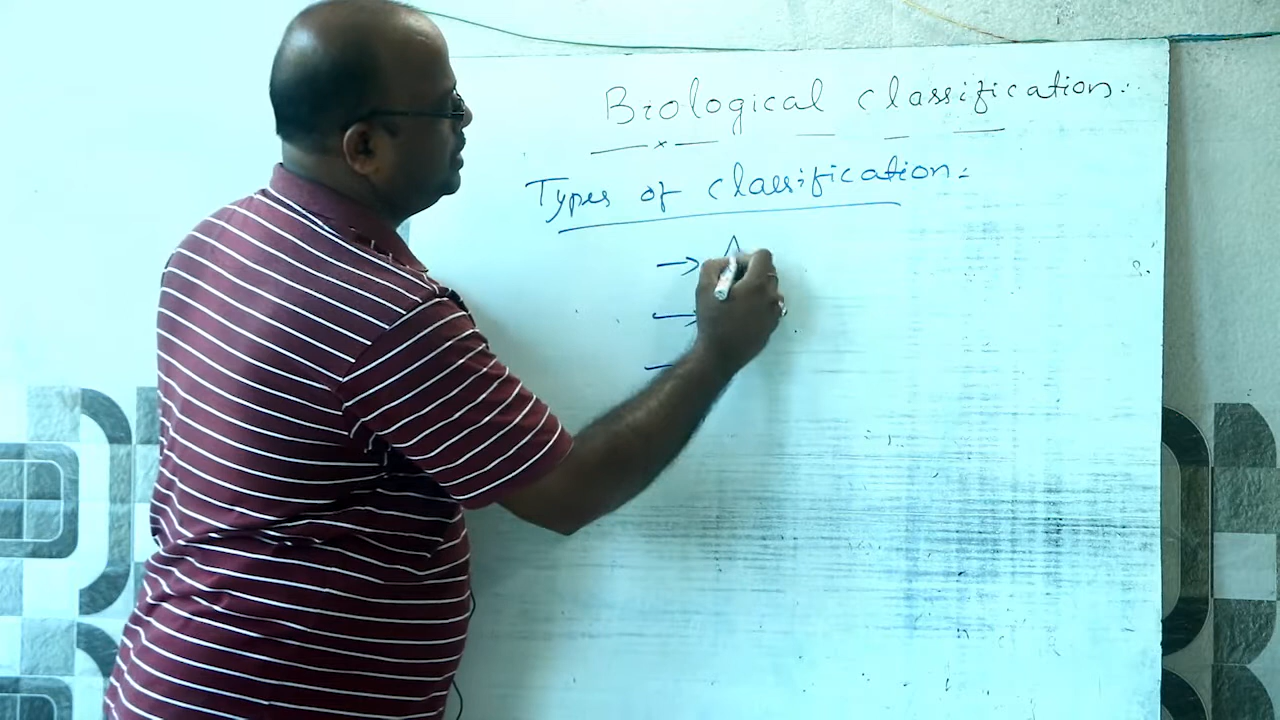 Biological classification.
Types of classification:
→ A
→